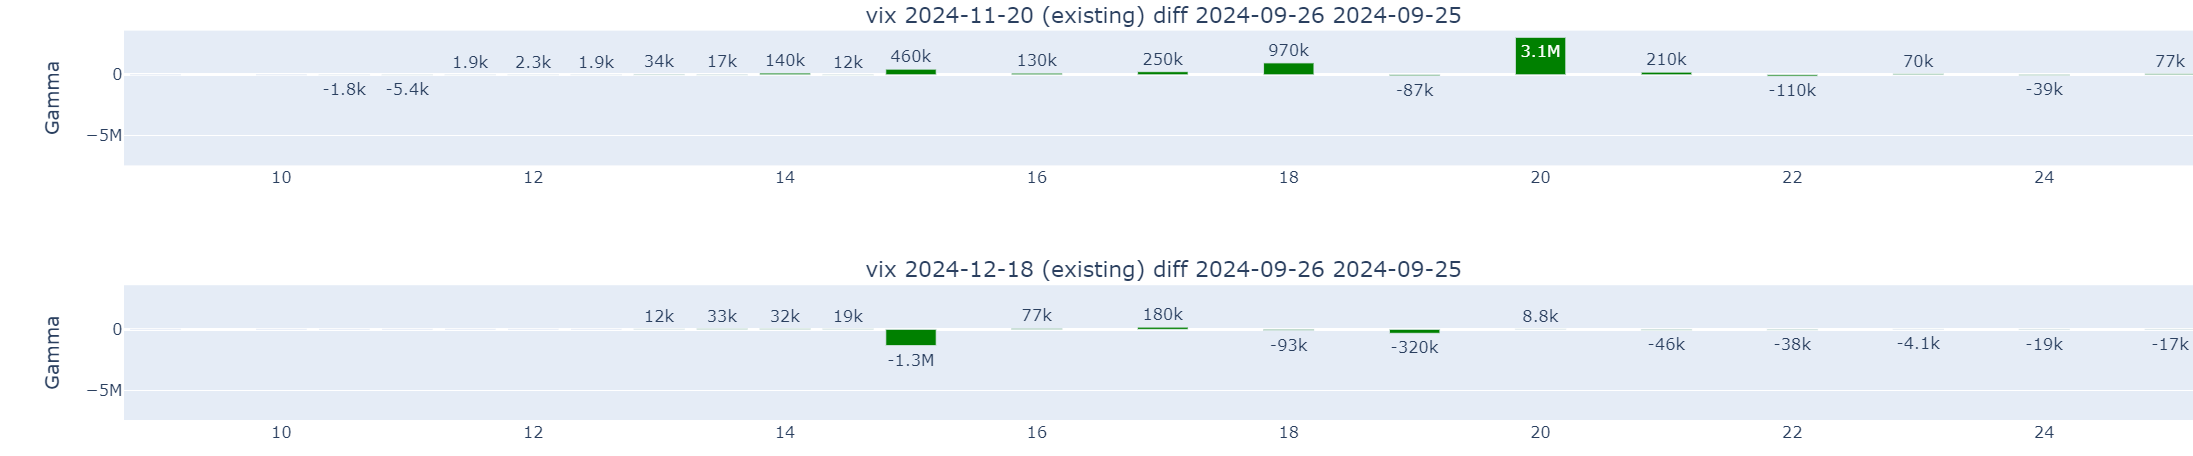 vix 2024-11-20 (existing) diff 2024-09-26 2024-09-25
Gamma
0
−5M
-1.8k -5.4k 1.9k 2.3k 1.9k 34k 17k 140k 12k 460k 130k 250k 970k -87k 3.1M 210k -110k 70k -39k 77k
10 12 14 16 18 20 22 24
vix 2024-12-18 (existing) diff 2024-09-26 2024-09-25
Gamma
0
−5M
12k 33k 32k 19k -1.3M 77k 180k -93k -320k 8.8k -46k -38k -4.1k -19k -17k
10 12 14 16 18 20 22 24